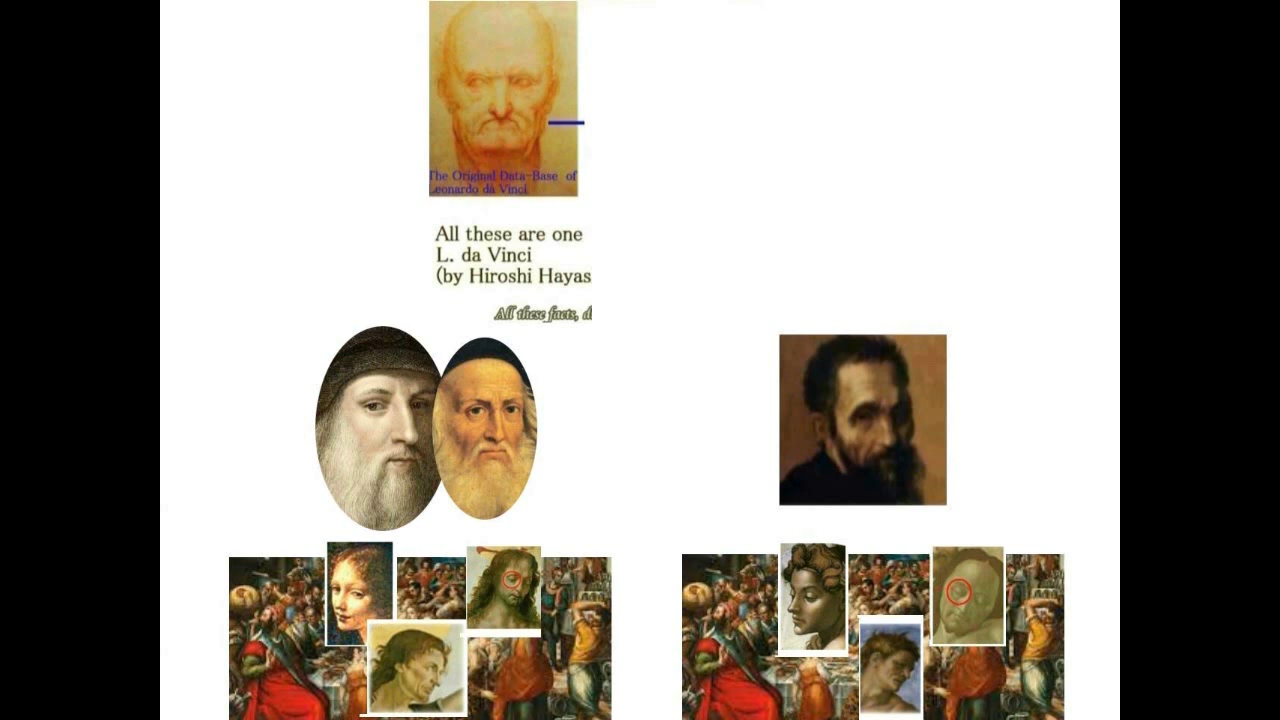 The Original Data-Base of
Leonardo da Vinci
All these are one
L. da Vinci
(by Hiroshi Hayas
All these facts, d